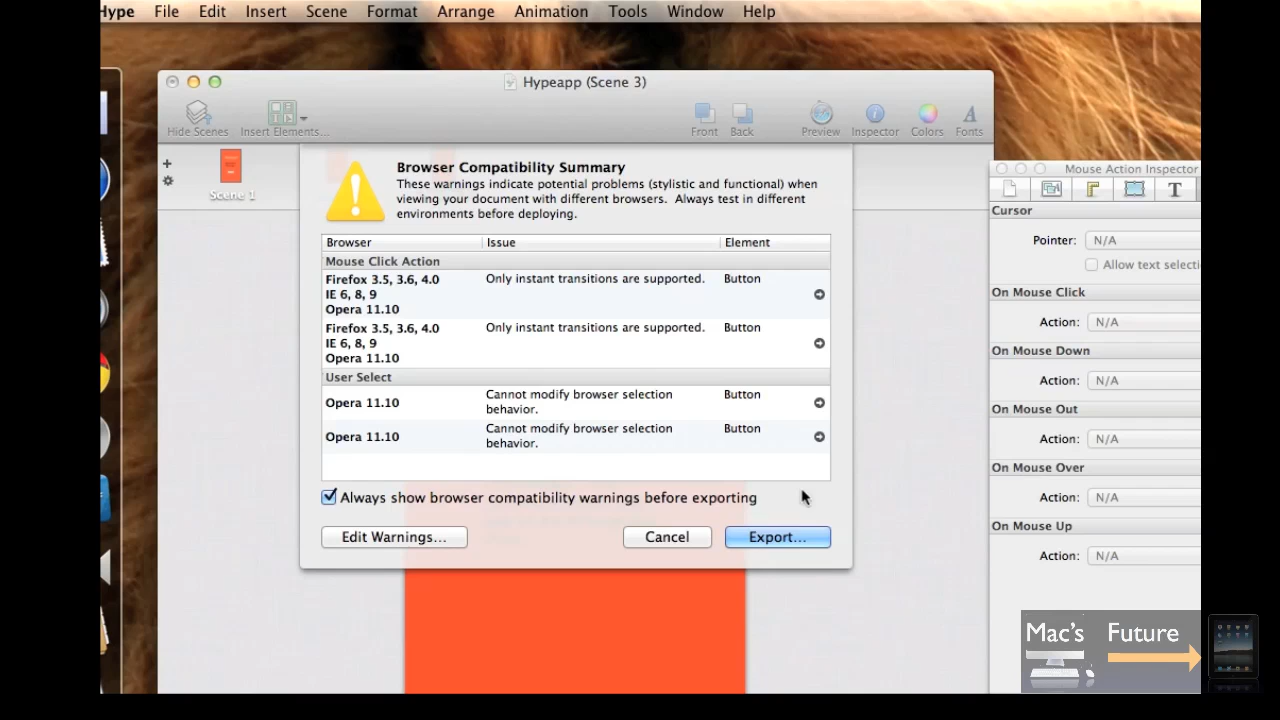 Hype File Edit Insert Scene Format Arrange Animation Tools Window Help
Hypeapp (Scene 3)
Hide Scenes Insert Elements... Front Back Preview Inspector Colors Fonts
Scene 1
Browser Compatibility Summary
These warnings indicate potential problems (stylistic and functional) when
viewing your document with different browsers. Always test in different
environments before deploying.
Browser Issue Element
Mouse Click Action
Firefox 3.5, 3.6, 4.0 Only instant transitions are supported. Button
IE 6, 8, 9
Opera 11.10
Firefox 3.5, 3.6, 4.0 Only instant transitions are supported. Button
IE 6, 8, 9
Opera 11.10
User Select
Opera 11.10 Cannot modify browser selection Button
behavior.
Opera 11.10 Cannot modify browser selection Button
behavior.
Always show browser compatibility warnings before exporting
Edit Warnings... Cancel Export...
Mouse Action Inspector
T
Cursor
Pointer: N/A
Allow text selecti
On Mouse Click
Action: N/A
On Mouse Down
Action: N/A
On Mouse Out
Action: N/A
On Mouse Over
Action: N/A
On Mouse Up
Action: N/A
Mac's Future